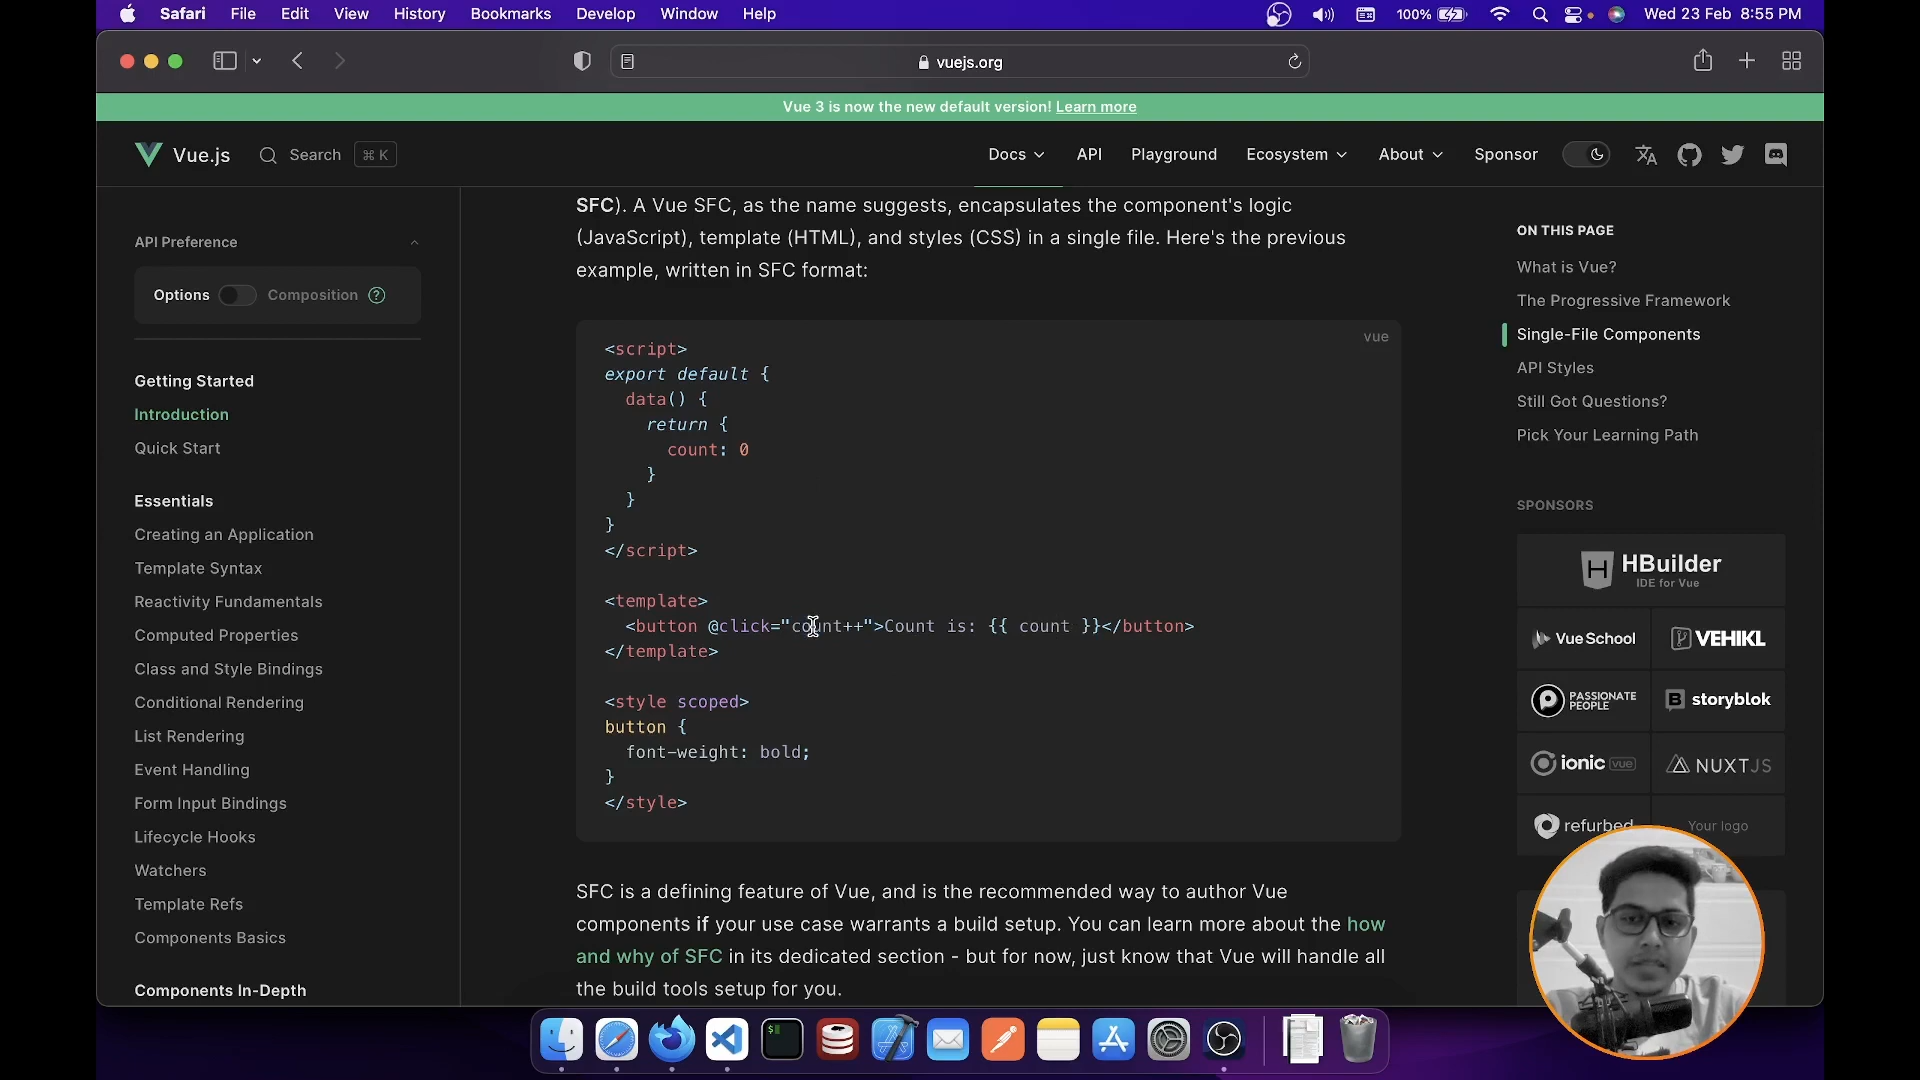 Safari File Edit View History Bookmarks Develop Window Help 100% Wed 23 Feb 8:55 PM
vuejs.org
Vue 3 is now the new default version! Learn more
Vue.js Search ⌘ K Docs API Playground Ecosystem About Sponsor
API Preference
Options Composition ?
Getting Started
Introduction
Quick Start
Essentials
Creating an Application
Template Syntax
Reactivity Fundamentals
Computed Properties
Class and Style Bindings
Conditional Rendering
List Rendering
Event Handling
Form Input Bindings
Lifecycle Hooks
Watchers
Template Refs
Components Basics
Components In-Depth
SFC). A Vue SFC, as the name suggests, encapsulates the component's logic
(JavaScript), template (HTML), and styles (CSS) in a single file. Here's the previous
example, written in SFC format:
vue
<script>
export default {
data() {
return {
count: 0
}
}
}
</script>
<template>
<button @click="count++">Count is: {{ count }}</button>
</template>
<style scoped>
button {
font-weight: bold;
}
</style>
SFC is a defining feature of Vue, and is the recommended way to author Vue
components if your use case warrants a build setup. You can learn more about the how
and why of SFC in its dedicated section - but for now, just know that Vue will handle all
the build tools setup for you.
ON THIS PAGE
What is Vue?
The Progressive Framework
Single-File Components
API Styles
Still Got Questions?
Pick Your Learning Path
SPONSORS
H HBuilder
IDE for Vue
VueSchool VEHIKL
PASSIONATE PEOPLE storyblok
ionic vue NUXTJS
refurbed Your logo